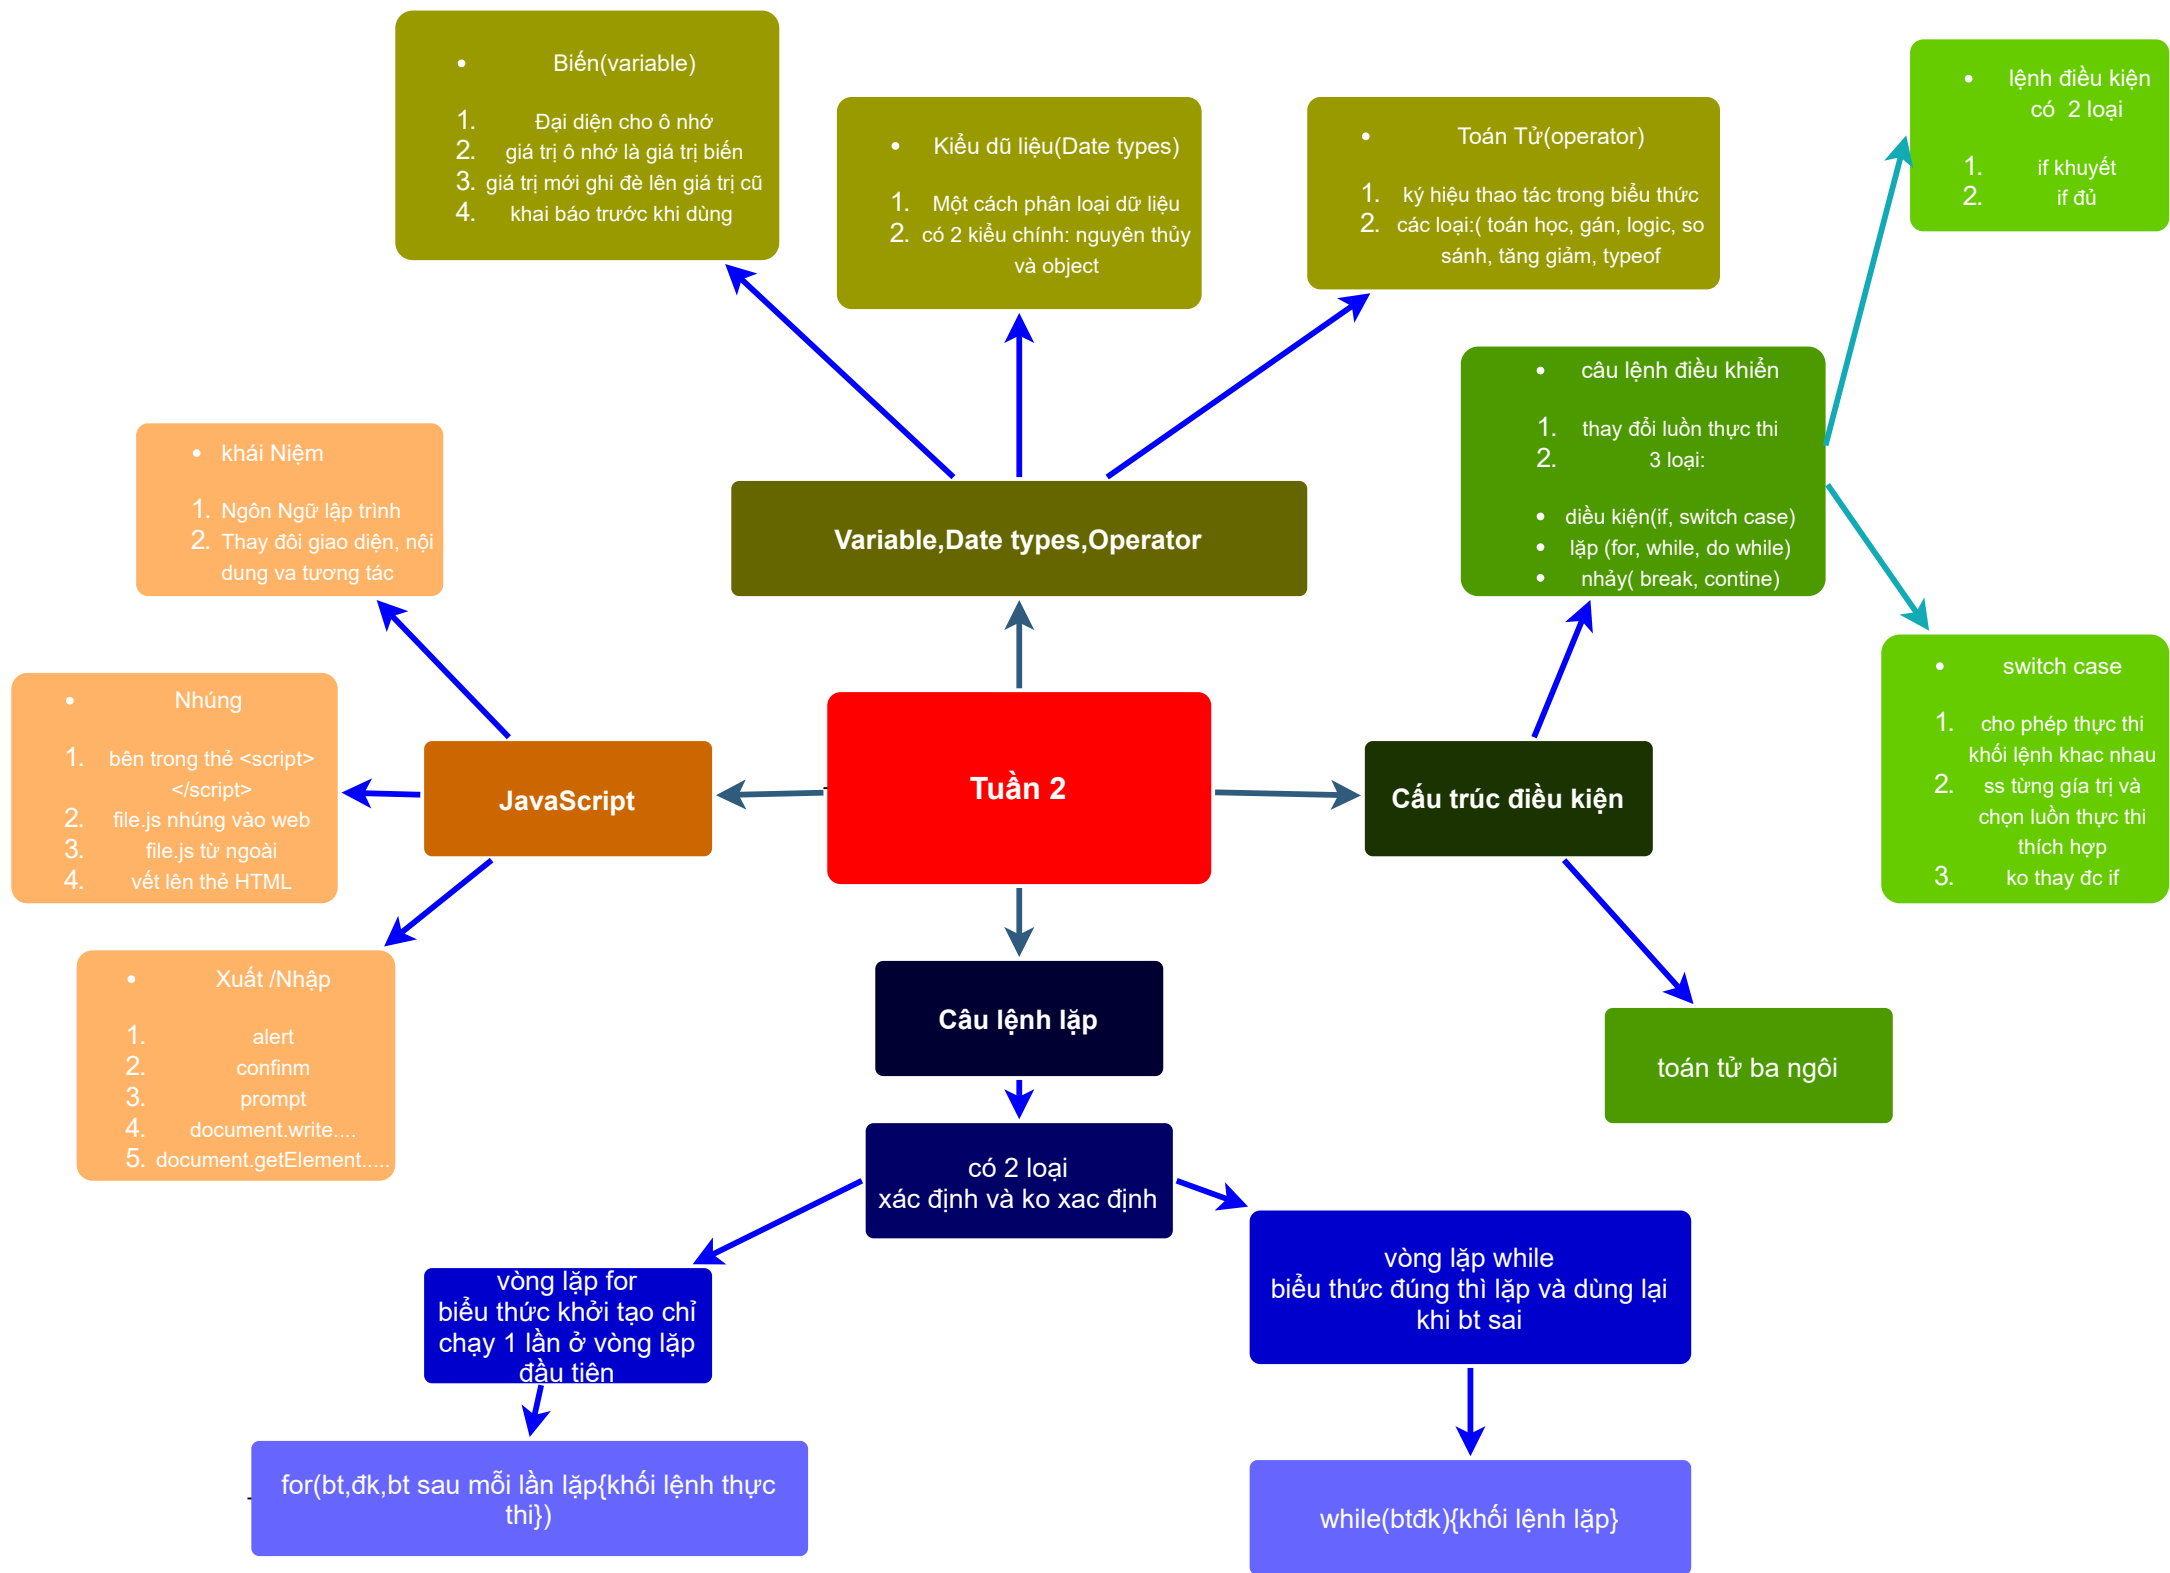 • Biến(variable)
1. Đại diện cho ô nhớ
2. giá trị ô nhớ là giá trị biến
3. giá trị mới ghi đè lên giá trị cũ
4. khai báo trước khi dùng
• Kiểu dũ liệu(Date types)
1. Một cách phân loại dữ liệu
2. có 2 kiểu chính: nguyên thủy
và object
• Toán Tử(operator)
1. ký hiệu thao tác trong biểu thức
2. các loại:( toán học, gán, logic, so
sánh, tăng giảm, typeof
• lệnh điều kiện
có  2 loại
1. if khuyết
2. if đủ
• câu lệnh điều khiển
1. thay đổi luồn thực thi
2. 3 loại:
• diều kiện(if, switch case)
• lặp (for, while, do while)
• nhảy( break, contine)
• khái Niệm
1. Ngôn Ngữ lập trình
2. Thay đôi giao diện, nội
dung va tương tác
Variable,Date types,Operator
• switch case
1. cho phép thực thi
khối lệnh khac nhau
2. ss từng gía trị và
chọn luồn thực thi
thích hợp
3. ko thay đc if
• Nhúng
1. bên trong thẻ <script>
</script>
2. file.js nhúng vào web
3. file.js từ ngoài
4. vết lên thẻ HTML
JavaScript
Tuần 2
Cấu trúc điều kiện
• Xuất /Nhập
1. alert
2. confinm
3. prompt
4. document.write....
5. document.getElement.....
Câu lệnh lặp
toán tử ba ngôi
có 2 loại
xác định và ko xac định
vòng lặp for
biểu thức khởi tạo chỉ
chạy 1 lần ở vòng lặp
đầu tiên
vòng lặp while
biểu thức đúng thì lặp và dùng lại
khi bt sai
for(bt,đk,bt sau mỗi lần lặp{khối lệnh thực
thi})
while(btđk){khối lệnh lặp}